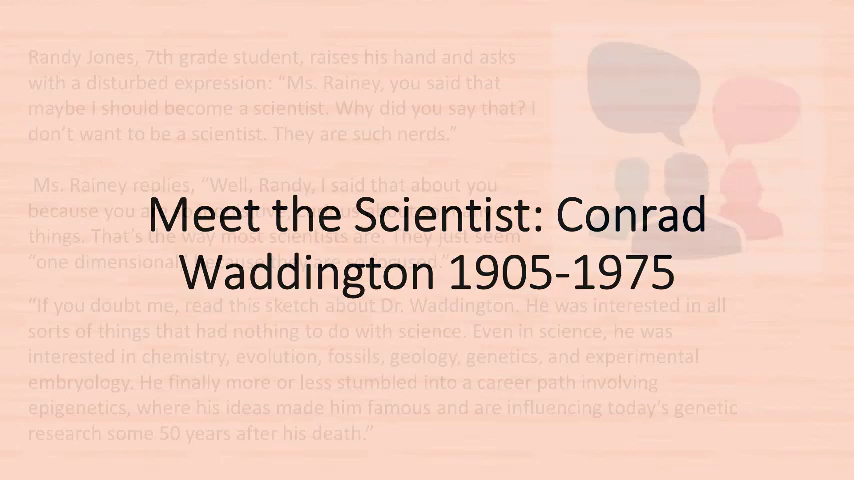 Randy Jones, 7th grade student, raises his hand and asks
with a disturbed expression: “Ms. Rainey, you said that
maybe I should become a scientist. Why did you say that? I
don’t want to be a scientist. They are such nerds.”
Ms. Rainey replies, “Well, Randy, I said that about you
because you
things. That’s the way most scientists are. They just seem
“one dimensional
Meet the Scientist: Conrad
Waddington 1905-1975
“If you doubt me, read this sketch about Dr. Waddington. He was interested in all
sorts of things that had nothing to do with science. Even in science, he was
interested in chemistry, evolution, fossils, geology, genetics, and experimental
embryology. He finally more or less stumbled into a career path involving
epigenetics, where his ideas made him famous and are influencing today’s genetic
research some 50 years after his death.”